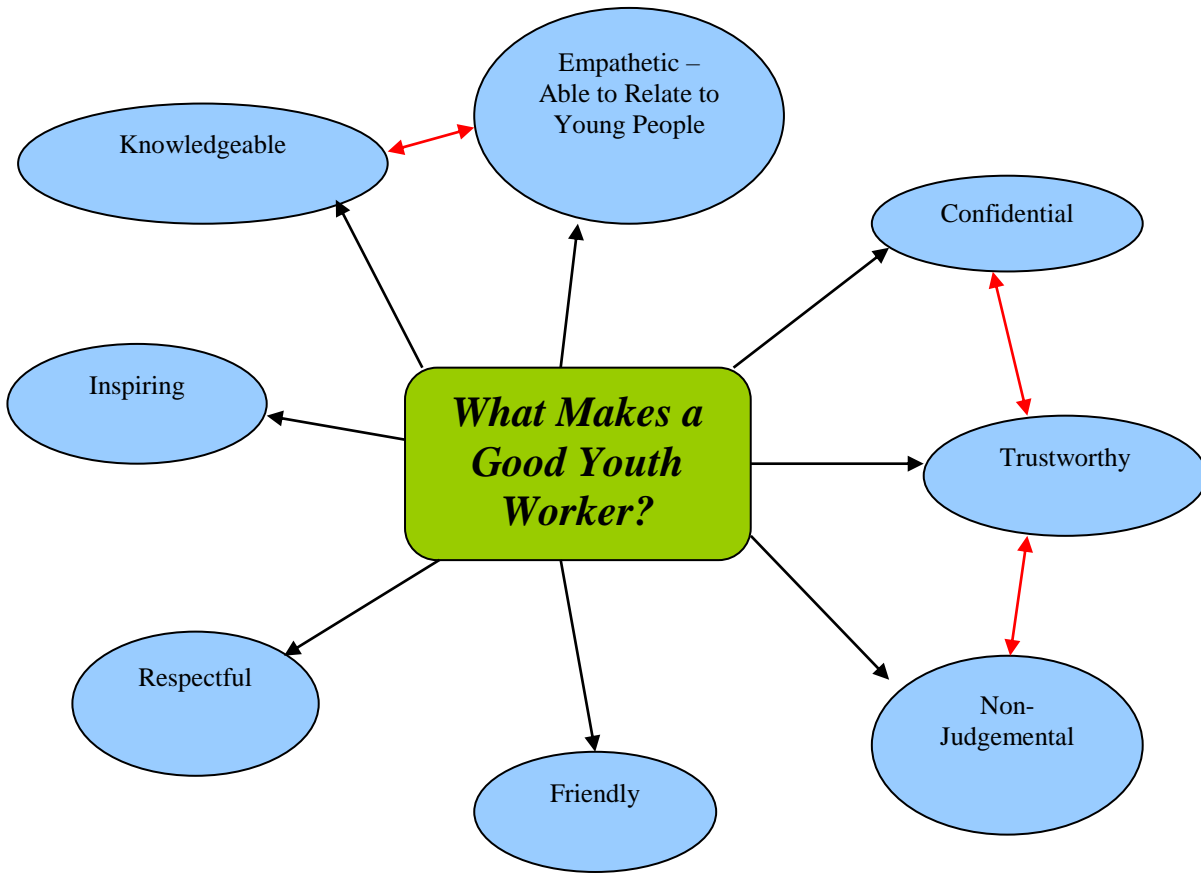 Empathetic –
Able to Relate to
Young People
Knowledgeable
Confidential
Inspiring
What Makes a
Good Youth
Worker?
Trustworthy
Respectful
Non-
Judgemental
Friendly